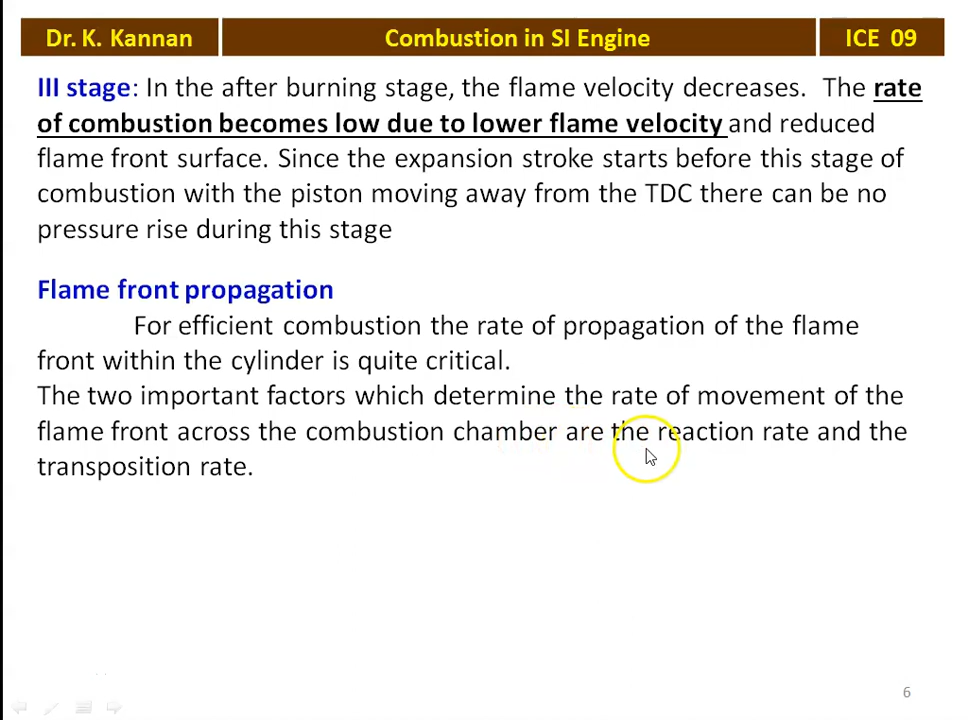 Dr. K. Kannan Combustion in SI Engine ICE 09
III stage: In the after burning stage, the flame velocity decreases. The rate
of combustion becomes low due to lower flame velocity and reduced
flame front surface. Since the expansion stroke starts before this stage of
combustion with the piston moving away from the TDC there can be no
pressure rise during this stage
Flame front propagation
For efficient combustion the rate of propagation of the flame
front within the cylinder is quite critical.
The two important factors which determine the rate of movement of the
flame front across the combustion chamber are the reaction rate and the
transposition rate.
6